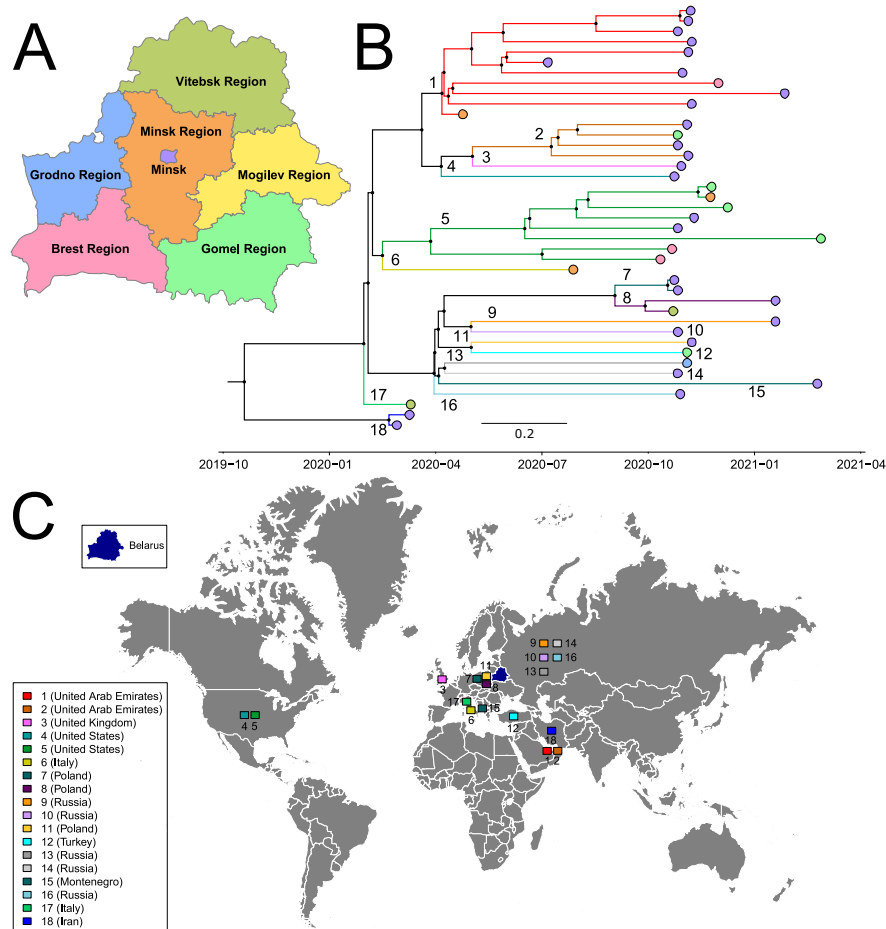 A
Vitebsk Region
Minsk Region
Minsk
Grodno Region
Mogilev Region
Brest Region
Gomel Region
B
1
2
3
4
5
6
7
8
9
10
11
12
13
14
15
16
17
18
0.2
2019-10 2020-01 2020-04 2020-07 2020-10 2021-01 2021-04
C
Belarus
9 14
10 16
13
11
7
8
3
17
15
6
12
18
1 2
4 5
1 (United Arab Emirates)
2 (United Arab Emirates)
3 (United Kingdom)
4 (United States)
5 (United States)
6 (Italy)
7 (Poland)
8 (Poland)
9 (Russia)
10 (Russia)
11 (Poland)
12 (Turkey)
13 (Russia)
14 (Russia)
15 (Montenegro)
16 (Russia)
17 (Italy)
18 (Iran)